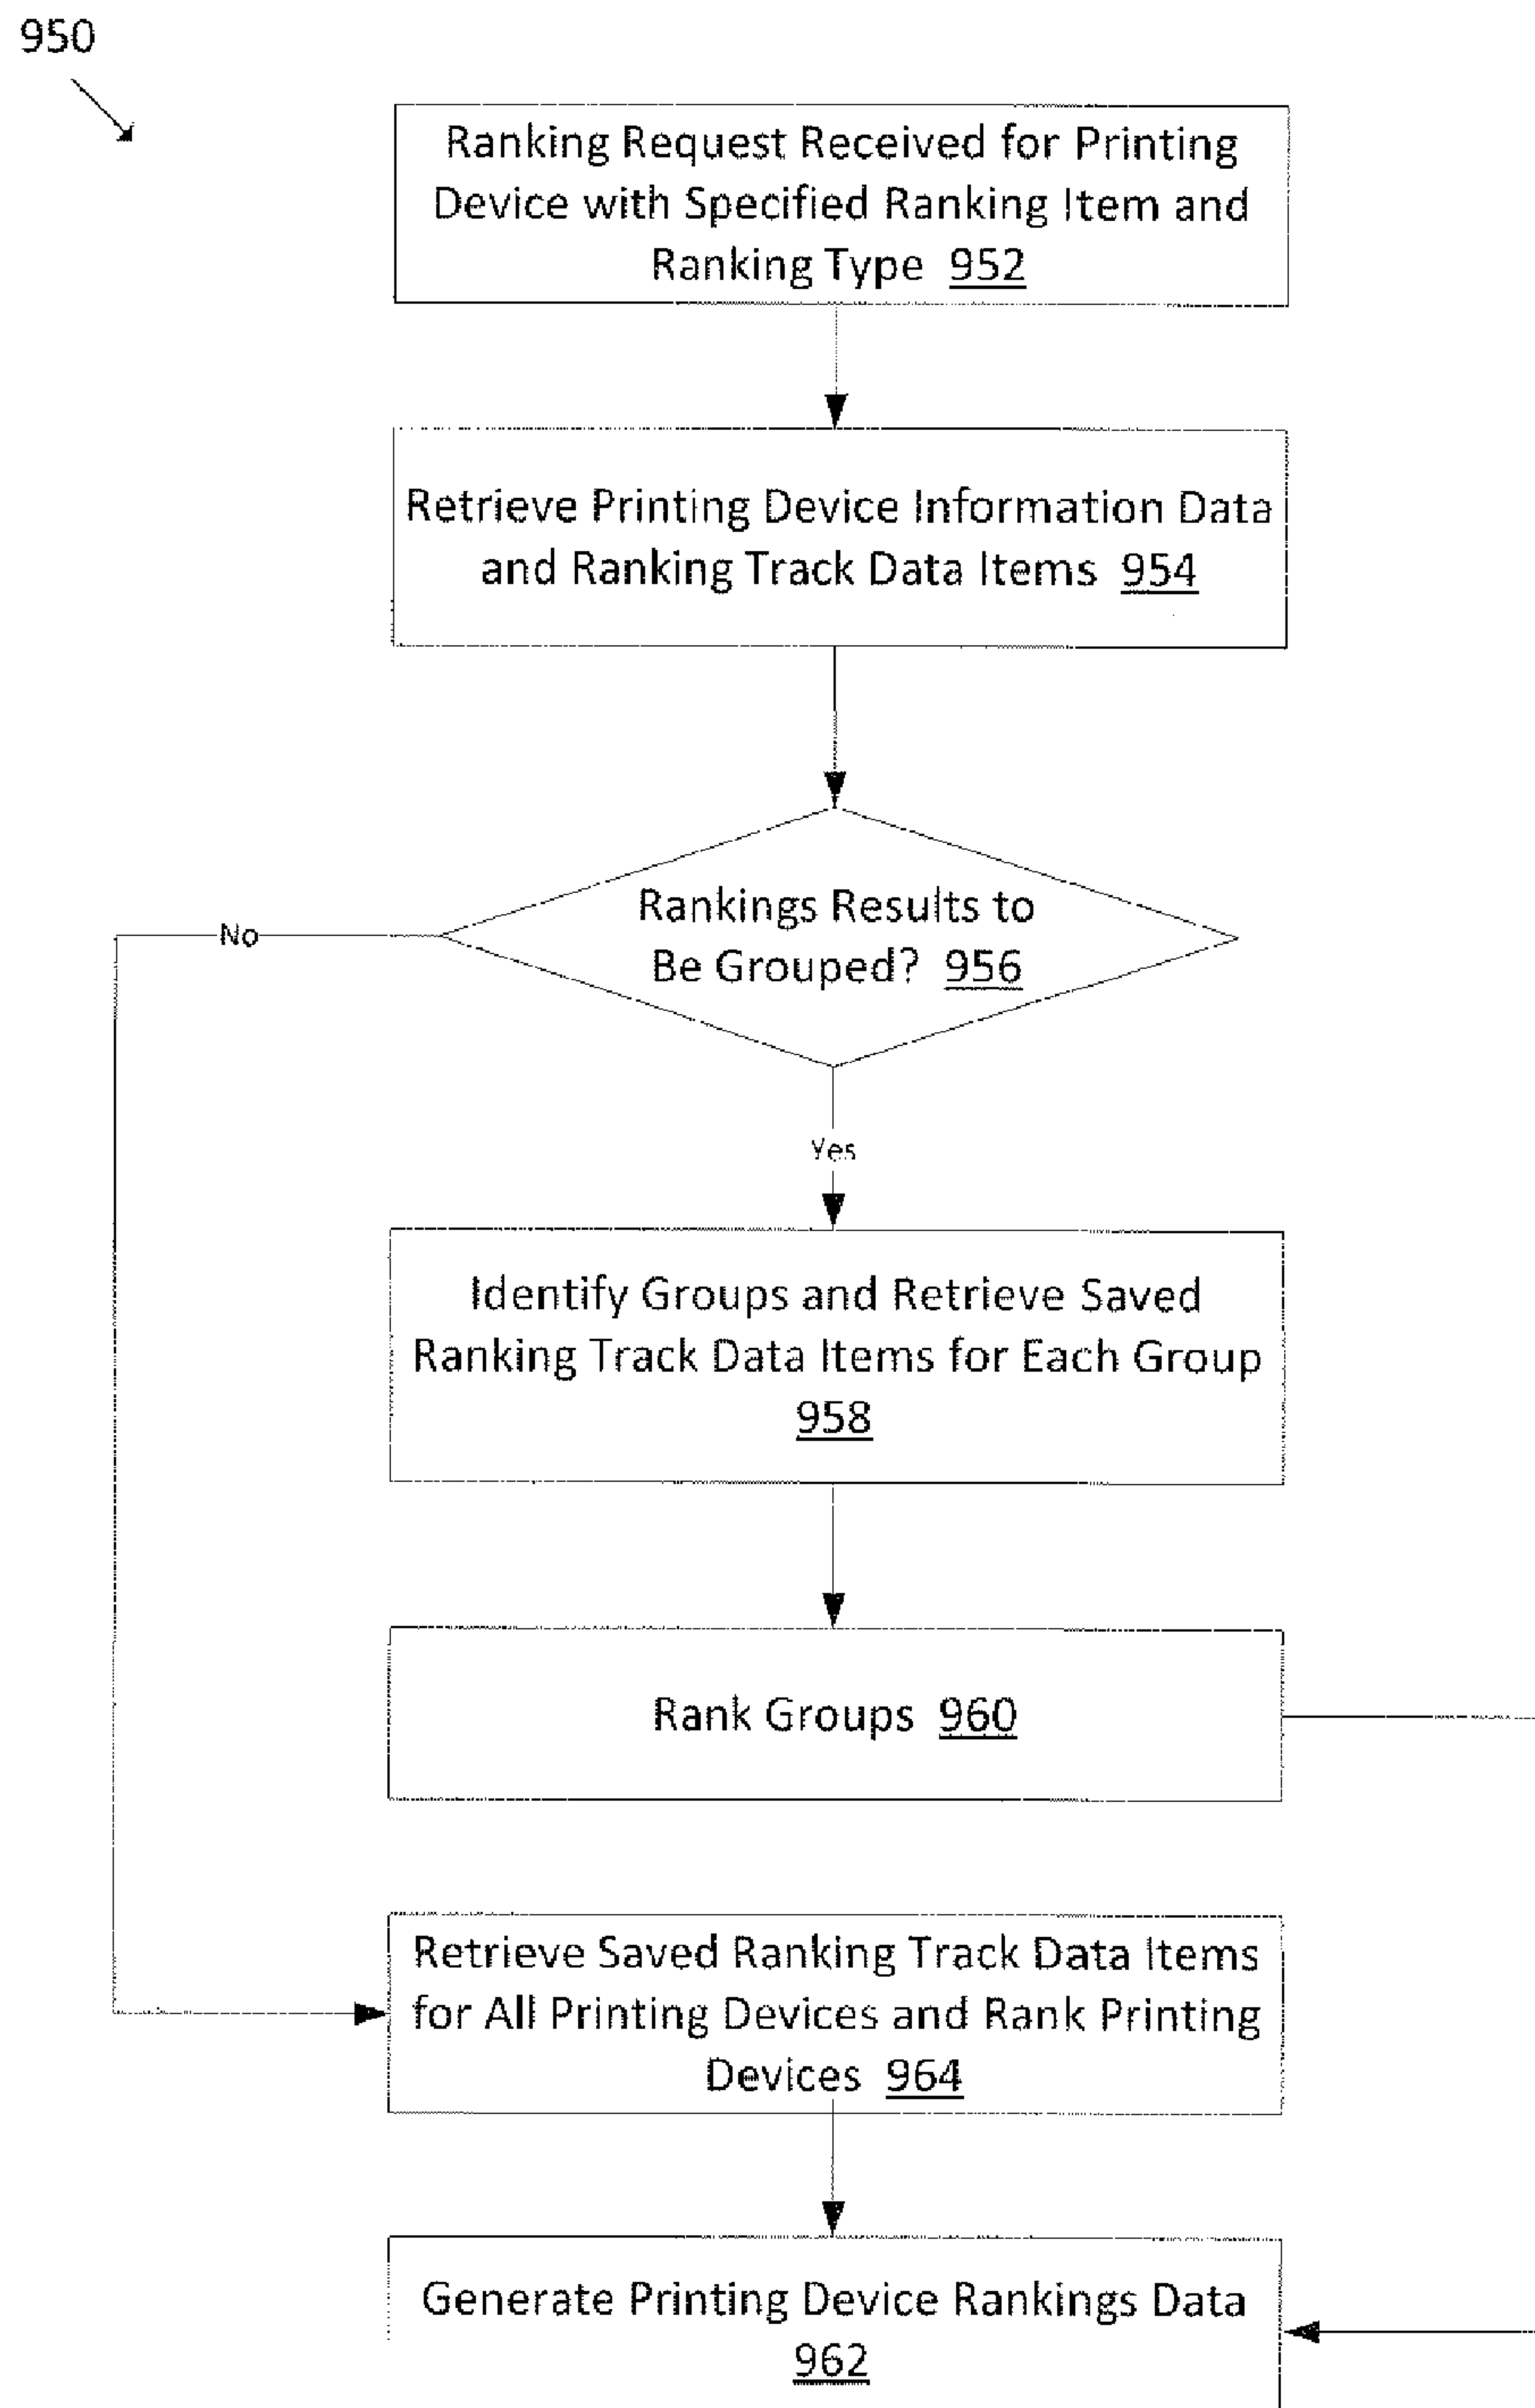 950
Ranking Request Received for Printing
Device with Specified Ranking Item and
Ranking Type 952
Retrieve Printing Device Information Data
and Ranking Track Data Items 954
Rankings Results to
Be Grouped? 956
No
Yes
Identify Groups and Retrieve Saved
Ranking Track Data Items for Each Group
958
Rank Groups 960
Retrieve Saved Ranking Track Data Items
for All Printing Devices and Rank Printing
Devices 964
Generate Printing Device Rankings Data
962